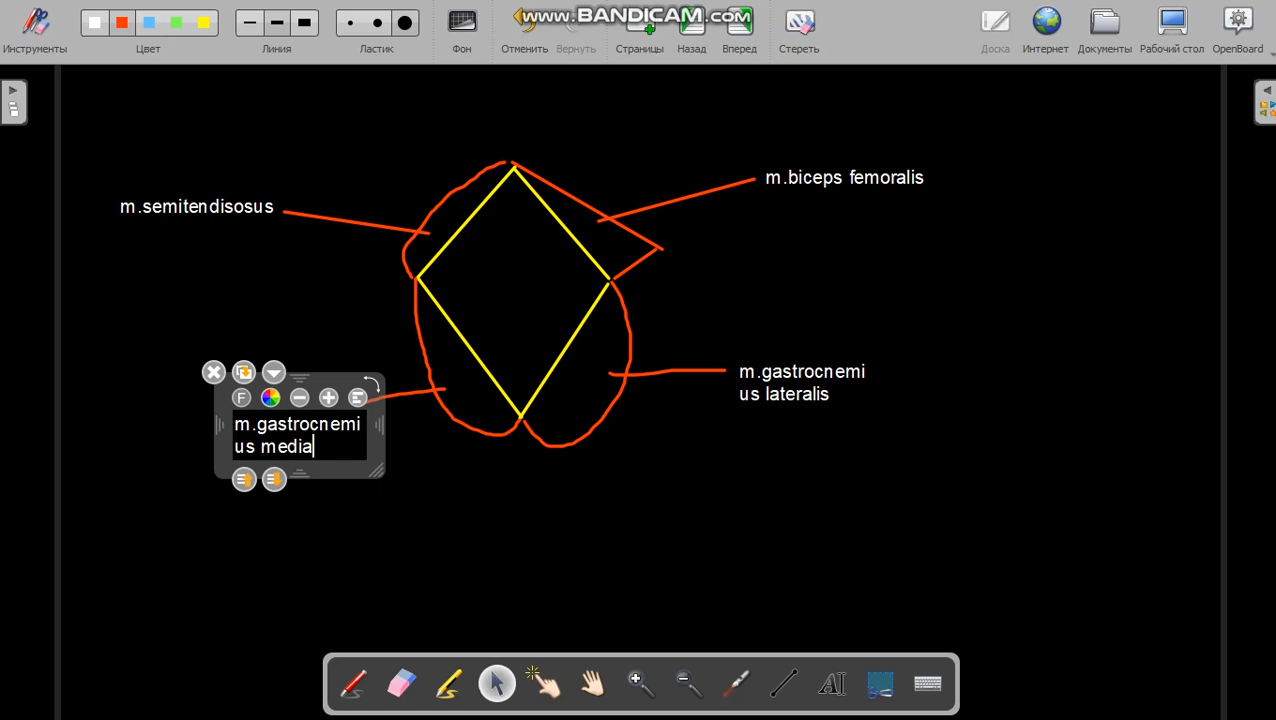 www.BANDICAM.com
Инструменты
Цвет
Линия
Ластик
Фон
Отменить
Вернуть
Страницы
Назад
Вперед
Стереть
Доска
Интернет
Документы
Рабочий стол
OpenBoard
m.biceps femoralis
m.semitendisosus
m.gastrocnemi
us lateralis
F
m.gastrocnemi
us media
AI